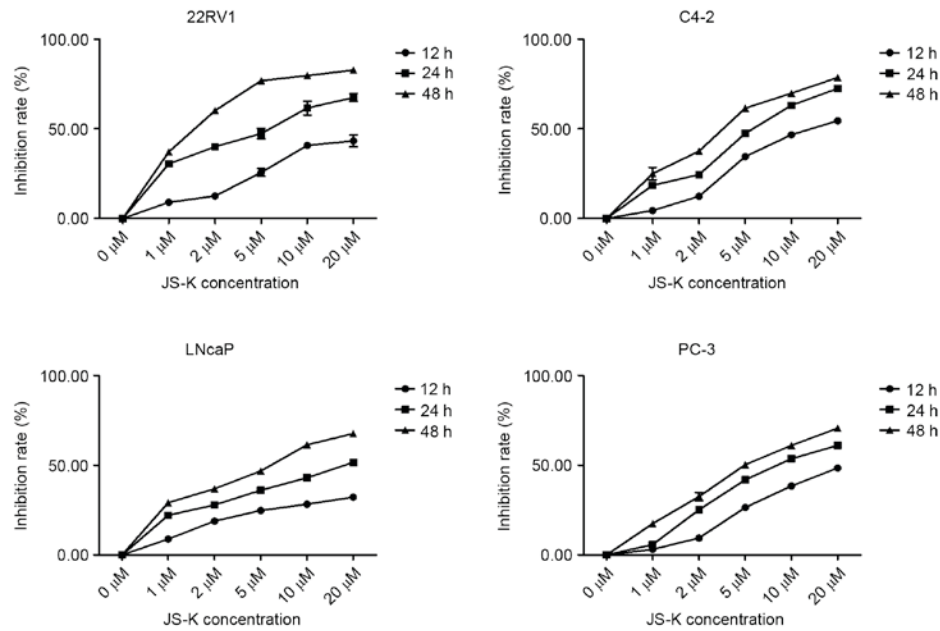 22RV1
100.00
50.00
0.00
Inhibition rate (%)
0 μM
1 μM
2 μM
5 μM
10 μM
20 μM
JS-K concentration
12 h
24 h
48 h
C4-2
100.00
50.00
0.00
Inhibition rate (%)
0 μM
1 μM
2 μM
5 μM
10 μM
20 μM
JS-K concentration
12 h
24 h
48 h
LNcaP
100.00
50.00
0.00
Inhibition rate (%)
0 μM
1 μM
2 μM
5 μM
10 μM
20 μM
JS-K concentration
12 h
24 h
48 h
PC-3
100.00
50.00
0.00
Inhibition rate (%)
0 μM
1 μM
2 μM
5 μM
10 μM
20 μM
JS-K concentration
12 h
24 h
48 h